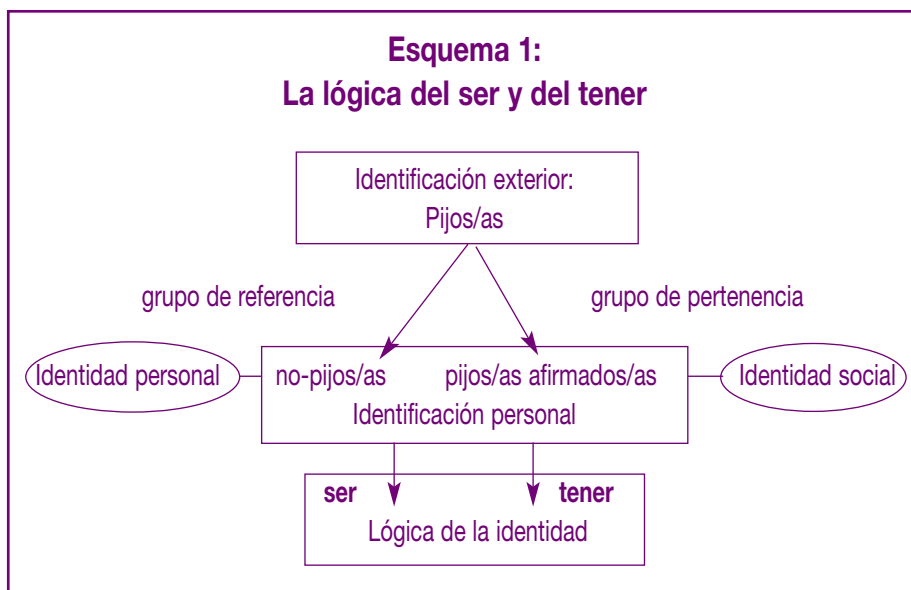 Esquema 1:
La lógica del ser y del tener
Identificación exterior:
Pijos/as
grupo de referencia
grupo de pertenencia
Identidad personal
no-pijos/as
pijos/as afirmados/as
Identidad social
Identificación personal
ser
tener
Lógica de la identidad